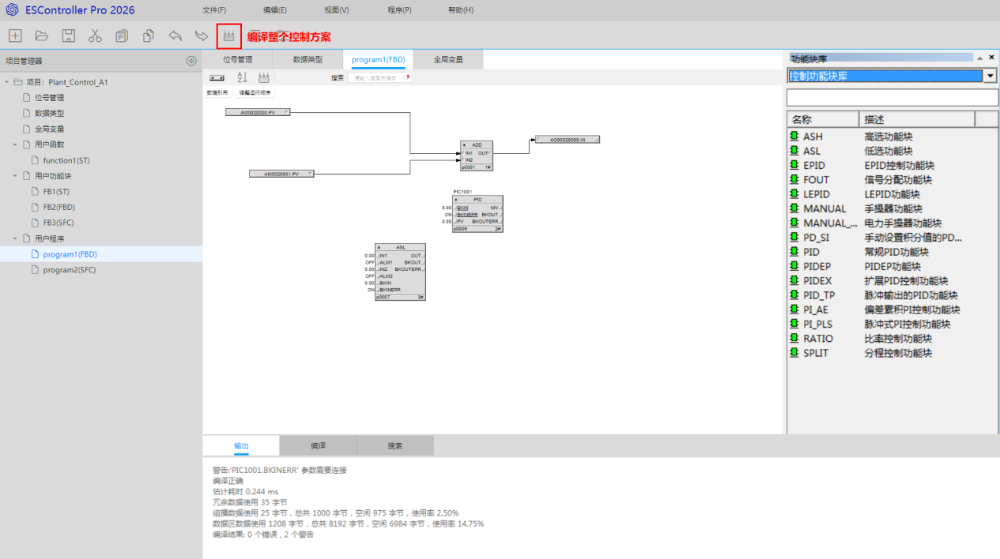 ESController Pro 2026
文件(F) 编辑(E) 视图(V) 程序(P) 帮助(H)
编译整个控制方案
项目管理器
项目: Plant_Control_A1
位号管理
数据类型
全局变量
用户函数
function1(ST)
用户功能块
FB1(ST)
FB2(FBD)
FB3(SFC)
用户程序
program1(FBD)
program2(SFC)
位号管理 数据类型 program1(FBD) 全局变量
搜索 请输入搜索关键字
数据引用 调整运行顺序
AI00020000.PV
ADD
IN1 OUT
IN2
p0001 1#
AO00020000.IN
AI00020001.PV
PIC1001
PID
0.00 BKIN MV
ON BKINERR BKOUT
0.00 PV BKOUTERR
p0006 2#
ASL
0.00 IN1 OUT
OFF ALM1 BKOUT
0.00 IN2 BKOUTERR
OFF ALM2
0.00 BKIN
ON BKINERR
p0007 3#
功能块库
控制功能块库
名称 描述
ASH 高选功能块
ASL 低选功能块
EPID EPID控制功能块
FOUT 信号分配功能块
LEPID LEPID功能块
MANUAL 手操器功能块
MANUAL_... 电力手操器功能块
PD_SI 手动设置积分值的PD...
PID 常规PID功能块
PIDEP PIDEP功能块
PIDEX 扩展PID控制功能块
PID_TP 脉冲输出的PID功能块
PI_AE 偏差累积PI控制功能块
PI_PLS 脉冲式PI控制功能块
RATIO 比率控制功能块
SPLIT 分程控制功能块
输出 编译 搜索
警告:'PIC1001.BKINERR' 参数需要连接
编译正确
估计耗时 0.244 ms
冗余数据使用 35 字节
组播数据使用 25 字节，总共 1000 字节，空闲 975 字节，使用率 2.50%
数据区数据使用 1208 字节，总共 8192 字节，空闲 6984 字节，使用率 14.75%
编译结果: 0 个错误，2 个警告